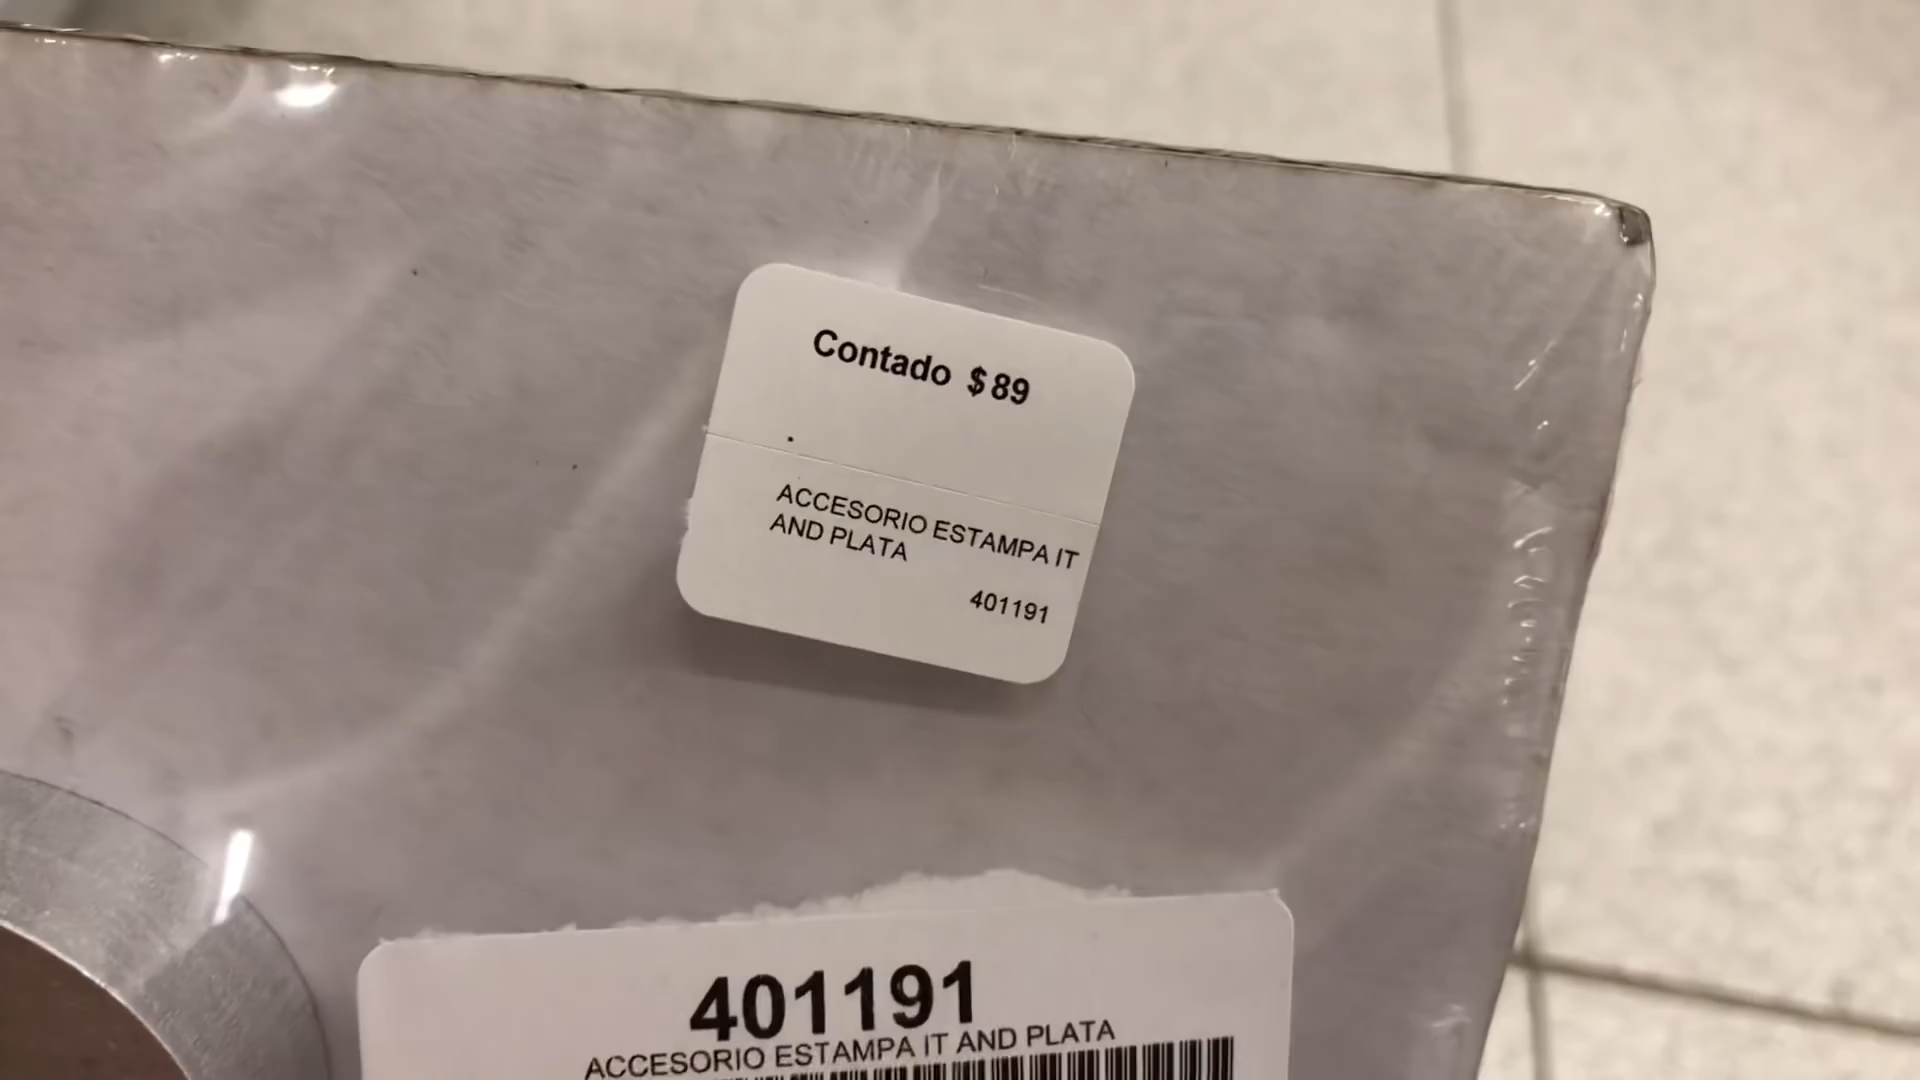 Contado $89
ACCESORIO ESTAMPA IT
AND PLATA
401191
401191
ACCESORIO ESTAMPA IT AND PLATA